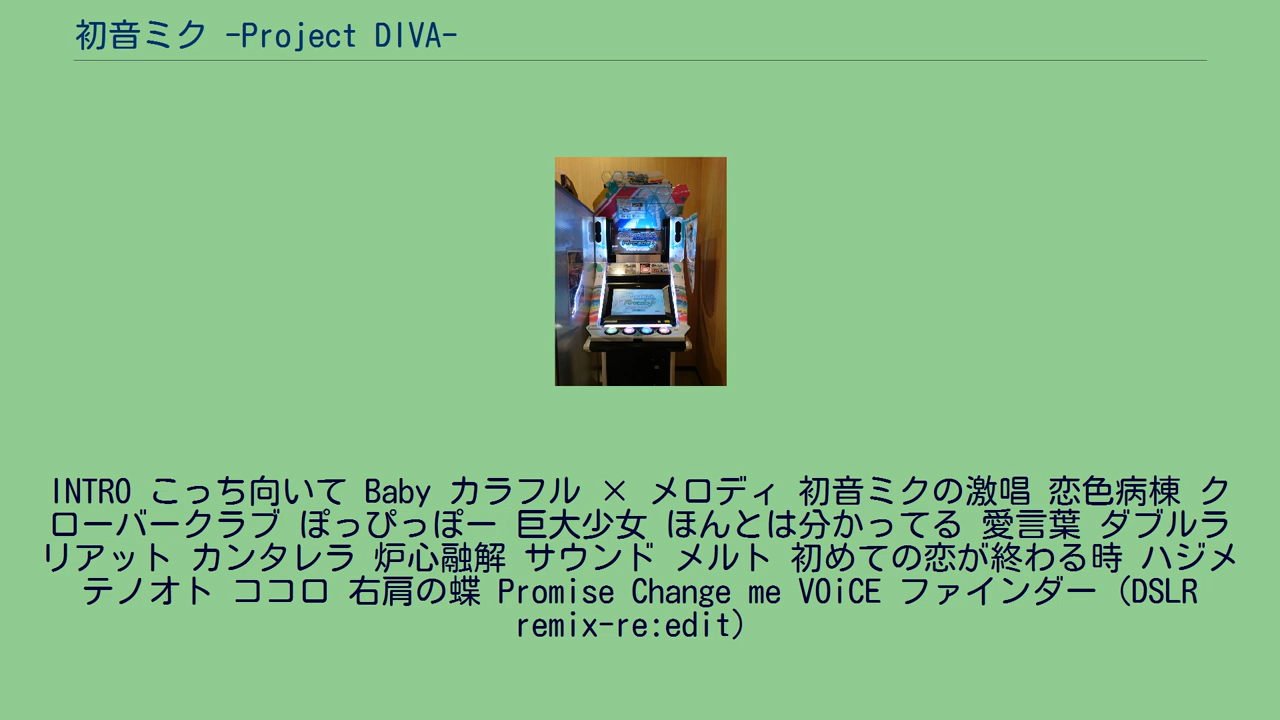 初音ミク -Project DIVA-
INTRO こっち向いて Baby カラフル × メロディ 初音ミクの激唱 恋色病棟 ク
ローバークラブ ぽっぴっぽー 巨大少女 ほんとは分かってる 愛言葉 ダブルラ
リアット カンタレラ 炉心融解 サウンド メルト 初めての恋が終わる時 ハジメ
テノオト ココロ 右肩の蝶 Promise Change me VOiCE ファインダー (DSLR
remix-re:edit)